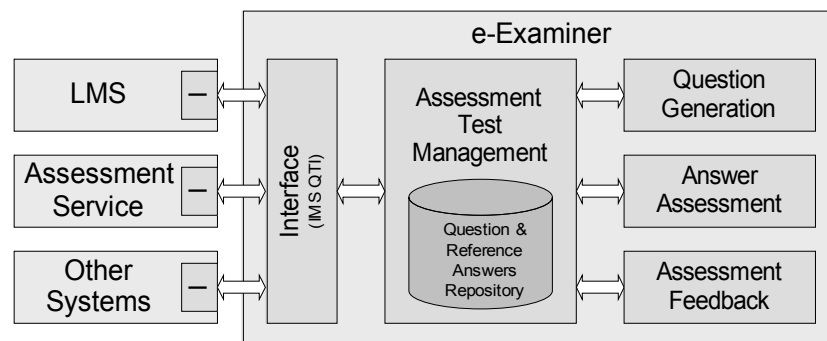 e-Examiner
LMS
I
Assessment
Service
I
Other
Systems
I
Interface
(IMS QTI)
Assessment
Test
Management
Question &
Reference
Answers
Repository
Question
Generation
Answer
Assessment
Assessment
Feedback